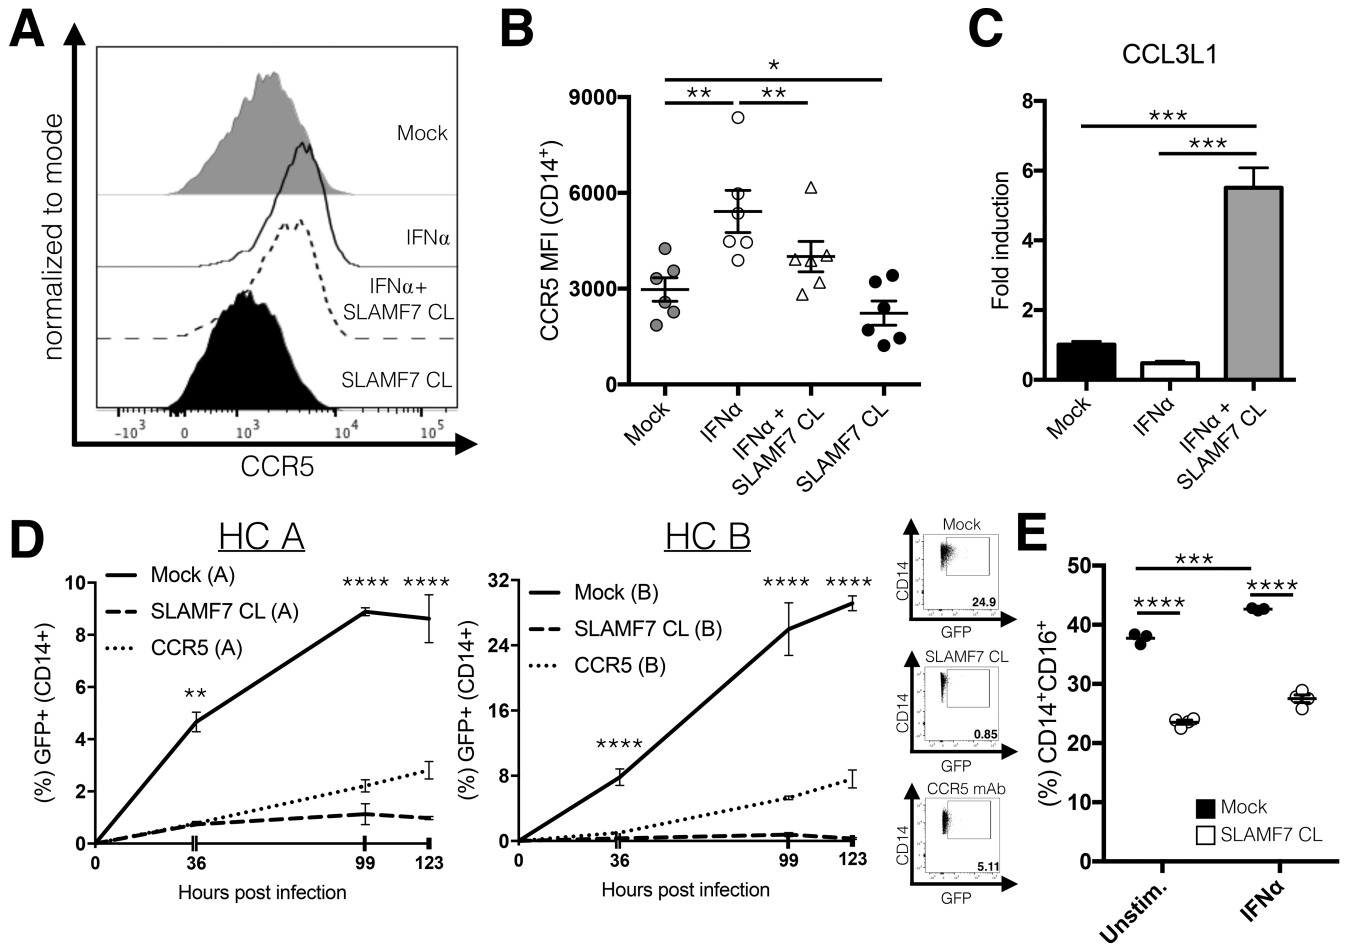 A
normalized to mode
Mock
IFNα
IFNα+
SLAMF7 CL
SLAMF7 CL
-10³ 0 10³ 10⁴ 10⁵
CCR5
B
CCR5 MFI (CD14⁺)
9000
6000
3000
0
*
** **
Mock
IFNα
IFNα +
SLAMF7 CL
SLAMF7 CL
C
CCL3L1
Fold induction
8
6
4
2
0
***
***
Mock
IFNα
IFNα +
SLAMF7 CL
D
HC A
Mock (A)
SLAMF7 CL (A)
CCR5 (A)
(%) GFP+ (CD14+)
10
8
6
4
2
0
** **** ****
0 36 99 123
Hours post infection
HC B
Mock (B)
SLAMF7 CL (B)
CCR5 (B)
(%) GFP+ (CD14+)
32
24
16
8
0
**** **** ****
0 36 99 123
Hours post infection
Mock
CD14
24.9
GFP
SLAMF7 CL
CD14
0.85
GFP
CCR5 mAb
CD14
5.11
GFP
E
(%) CD14⁺CD16⁺
50
40
30
20
10
0
***
**** ****
Mock
SLAMF7 CL
Unstim.
IFNα